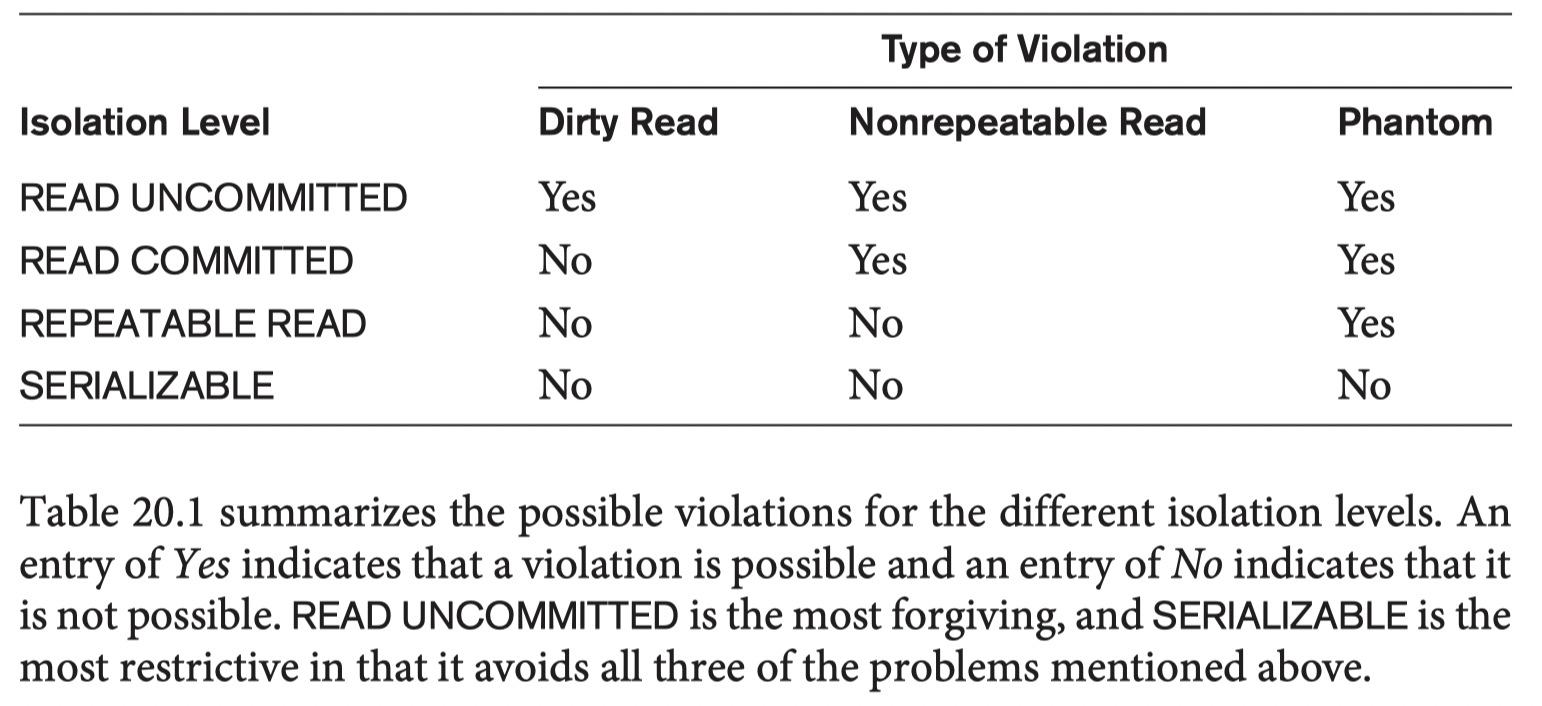 Type of Violation
Isolation Level Dirty Read Nonrepeatable Read Phantom
READ UNCOMMITTED Yes Yes Yes
READ COMMITTED No Yes Yes
REPEATABLE READ No No Yes
SERIALIZABLE No No No
Table 20.1 summarizes the possible violations for the different isolation levels. An
entry of Yes indicates that a violation is possible and an entry of No indicates that it
is not possible. READ UNCOMMITTED is the most forgiving, and SERIALIZABLE is the
most restrictive in that it avoids all three of the problems mentioned above.